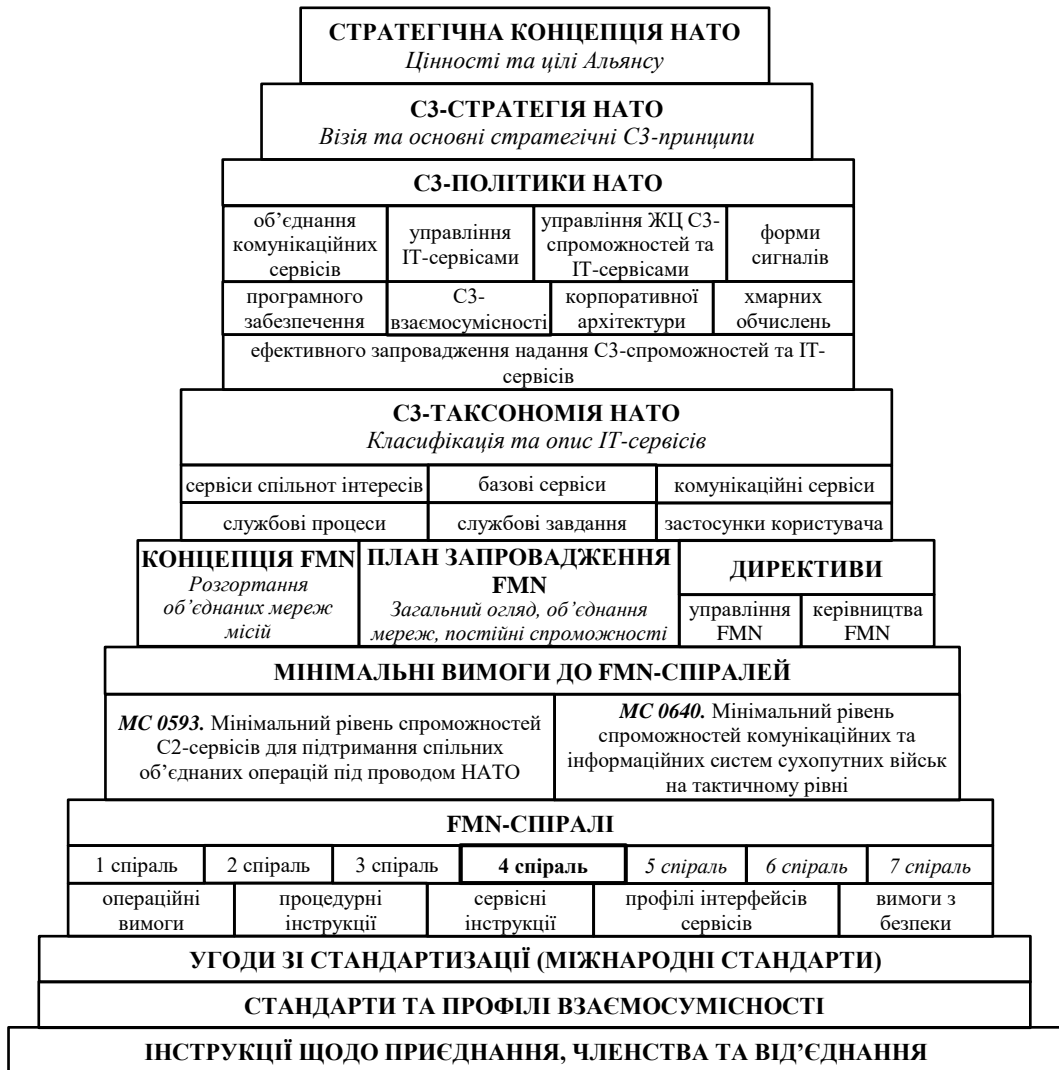 СТРАТЕГІЧНА КОНЦЕПЦІЯ НАТО
Цінності та цілі Альянсу
С3-СТРАТЕГІЯ НАТО
Візія та основні стратегічні С3-принципи
С3-ПОЛІТИКИ НАТО
об’єднання
комунікаційних
сервісів
управління
ІТ-сервісами
управління ЖЦ С3-
спроможностей та
ІТ-сервісами
форми
сигналів
програмного
забезпечення
С3-
взаємосумісності
корпоративної
архітектури
хмарних
обчислень
ефективного запровадження надання С3-спроможностей та ІТ-
сервісів
С3-ТАКСОНОМІЯ НАТО
Класифікація та опис ІТ-сервісів
сервіси спільнот інтересів
базові сервіси
комунікаційні сервіси
службові процеси
службові завдання
застосунки користувача
КОНЦЕПЦІЯ FMN
Розгортання
об’єднаних мереж
місій
ПЛАН ЗАПРОВАДЖЕННЯ
FMN
Загальний огляд, об’єднання
мереж, постійні спроможності
ДИРЕКТИВИ
управління
FMN
керівництва
FMN
МІНІМАЛЬНІ ВИМОГИ ДО FMN-СПІРАЛЕЙ
МС 0593. Мінімальний рівень спроможностей
С2-сервісів для підтримання спільних
об’єднаних операцій під проводом НАТО
МС 0640. Мінімальний рівень
спроможностей комунікаційних та
інформаційних систем сухопутних військ
на тактичному рівні
FMN-СПІРАЛІ
1 спіраль
2 спіраль
3 спіраль
4 спіраль
5 спіраль
6 спіраль
7 спіраль
операційні
вимоги
процедурні
інструкції
сервісні
інструкції
профілі інтерфейсів
сервісів
вимоги з
безпеки
УГОДИ ЗІ СТАНДАРТИЗАЦІЇ (МІЖНАРОДНІ СТАНДАРТИ)
СТАНДАРТИ ТА ПРОФІЛІ ВЗАЄМОСУМІСНОСТІ
ІНСТРУКЦІЇ ЩОДО ПРИЄДНАННЯ, ЧЛЕНСТВА ТА ВІД’ЄДНАННЯ